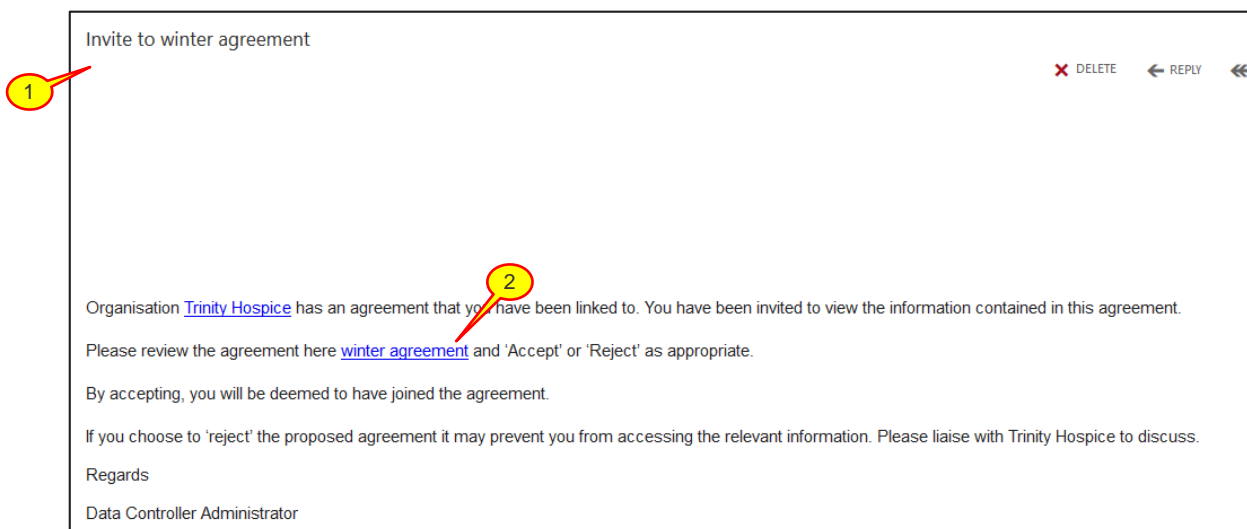 Invite to winter agreement
1
DELETE REPLY
2
Organisation Trinity Hospice has an agreement that you have been linked to. You have been invited to view the information contained in this agreement.
Please review the agreement here winter agreement and ‘Accept’ or ‘Reject’ as appropriate.
By accepting, you will be deemed to have joined the agreement.
If you choose to ‘reject’ the proposed agreement it may prevent you from accessing the relevant information. Please liaise with Trinity Hospice to discuss.
Regards
Data Controller Administrator